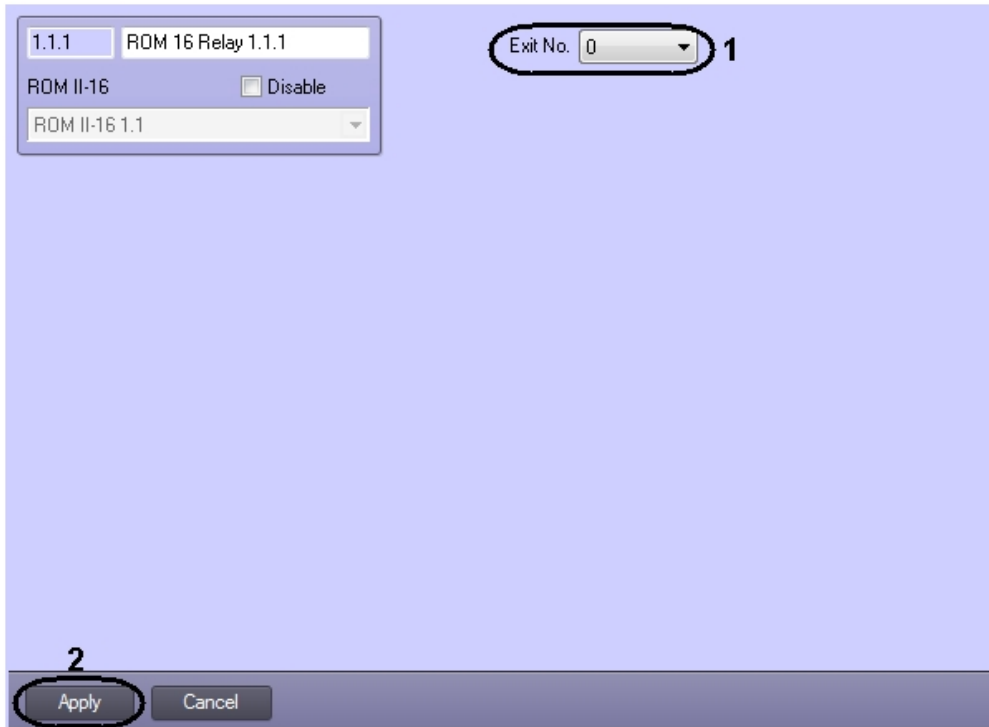 1.1.1 ROM 16 Relay 1.1.1
Exit No. 0 1
ROM II-16 Disable
ROM II-16 1.1
2
Apply Cancel